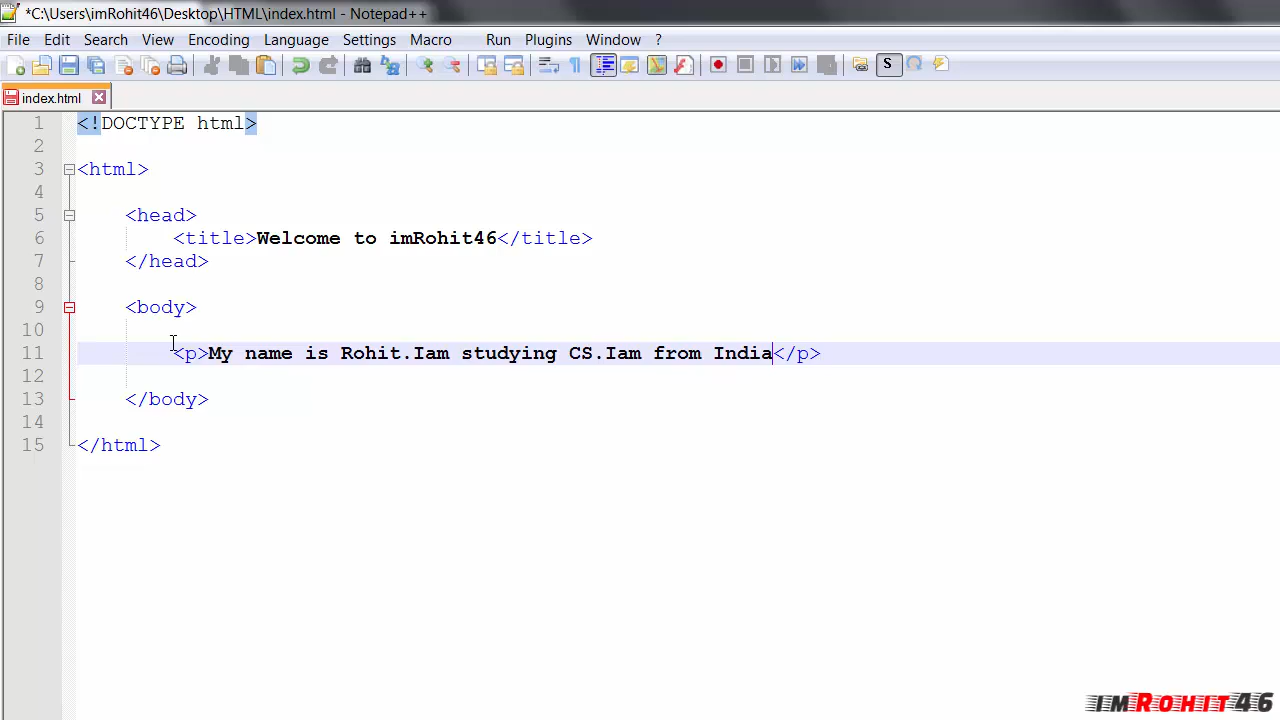 *C:\Users\imRohit46\Desktop\HTML\index.html - Notepad++
File Edit Search View Encoding Language Settings Macro Run Plugins Window ?
S
index.html
1 <!DOCTYPE html>
2
3 <html>
4
5 <head>
6 <title>Welcome to imRohit46</title>
7 </head>
8
9 <body>
10
11 <p>My name is Rohit.Iam studying CS.Iam from India</p>
12
13 </body>
14
15 </html>
imRohit46